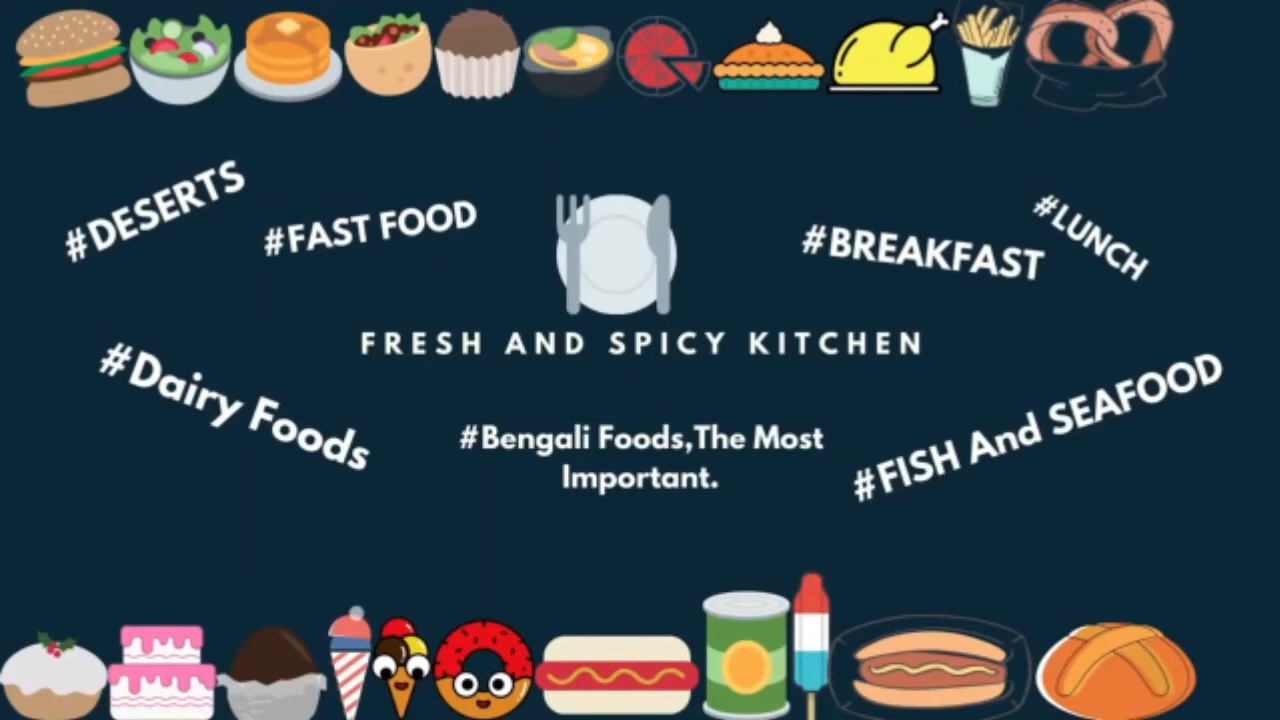 #DESERTS
#FAST FOOD
#BREAKFAST
#LUNCH
FRESH AND SPICY KITCHEN
#Dairy Foods
#Bengali Foods,The Most
Important.
#FISH And SEAFOOD